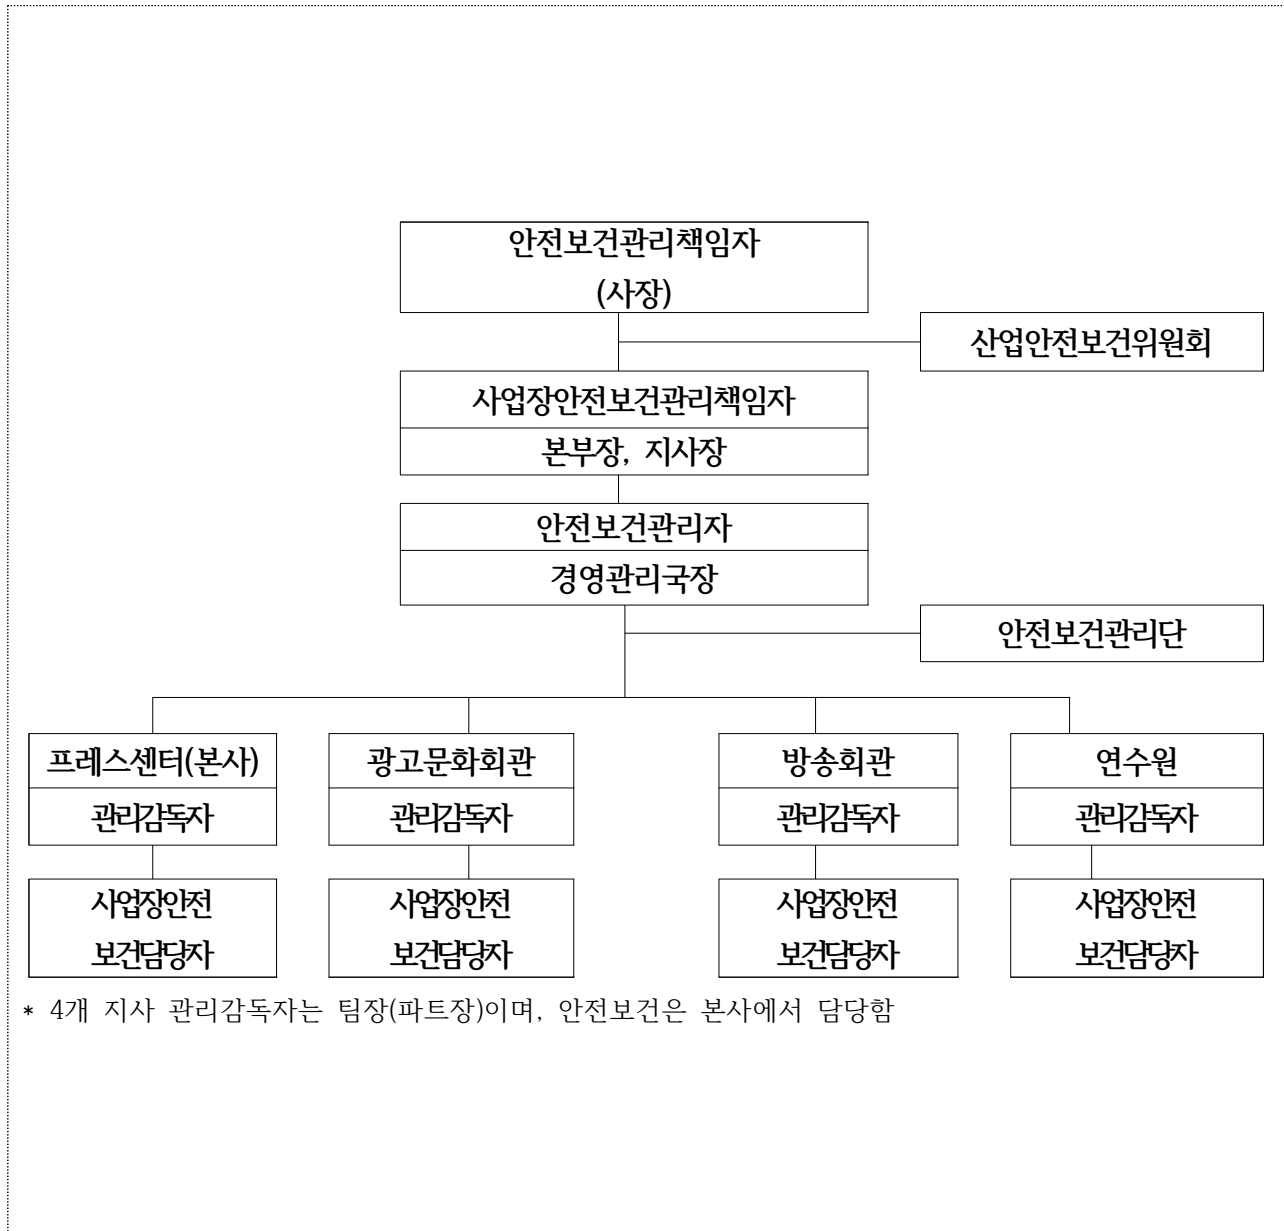 안전보건관리책임자
(사장)
산업안전보건위원회
사업장안전보건관리책임자
본부장, 지사장
안전보건관리자
경영관리국장
안전보건관리단
프레스센터(본사)
관리감독자
사업장안전
보건담당자
광고문화회관
관리감독자
사업장안전
보건담당자
방송회관
관리감독자
사업장안전
보건담당자
연수원
관리감독자
사업장안전
보건담당자
* 4개 지사 관리감독자는 팀장(파트장)이며, 안전보건은 본사에서 담당함